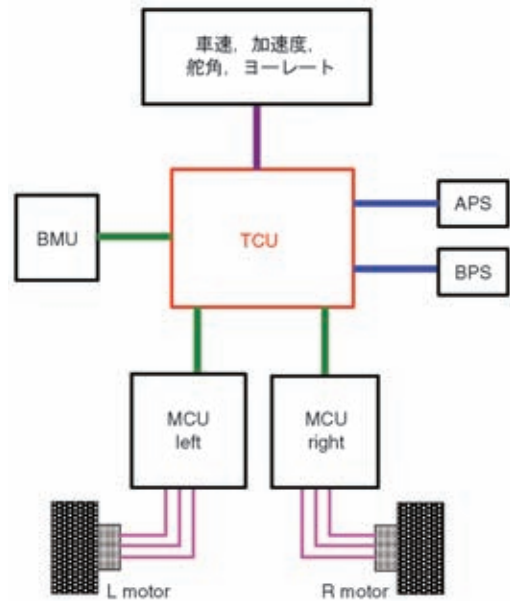 車速，加速度，
舵角，ヨーレート
BMU
TCU
APS
BPS
MCU
left
MCU
right
L motor
R motor